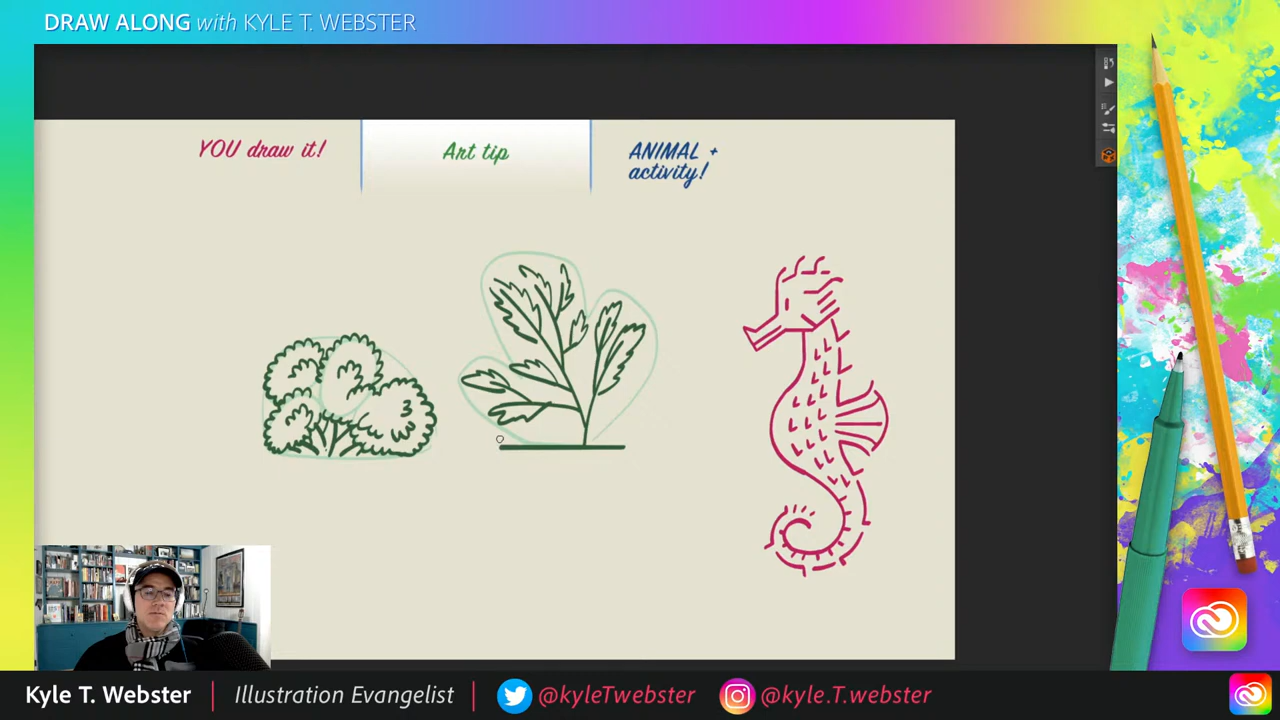 DRAW ALONG with KYLE T. WEBSTER
YOU draw it!
Art tip
ANIMAL +
activity!
Kyle T. Webster | Illustration Evangelist @kyleTwebster @kyle.T.webster